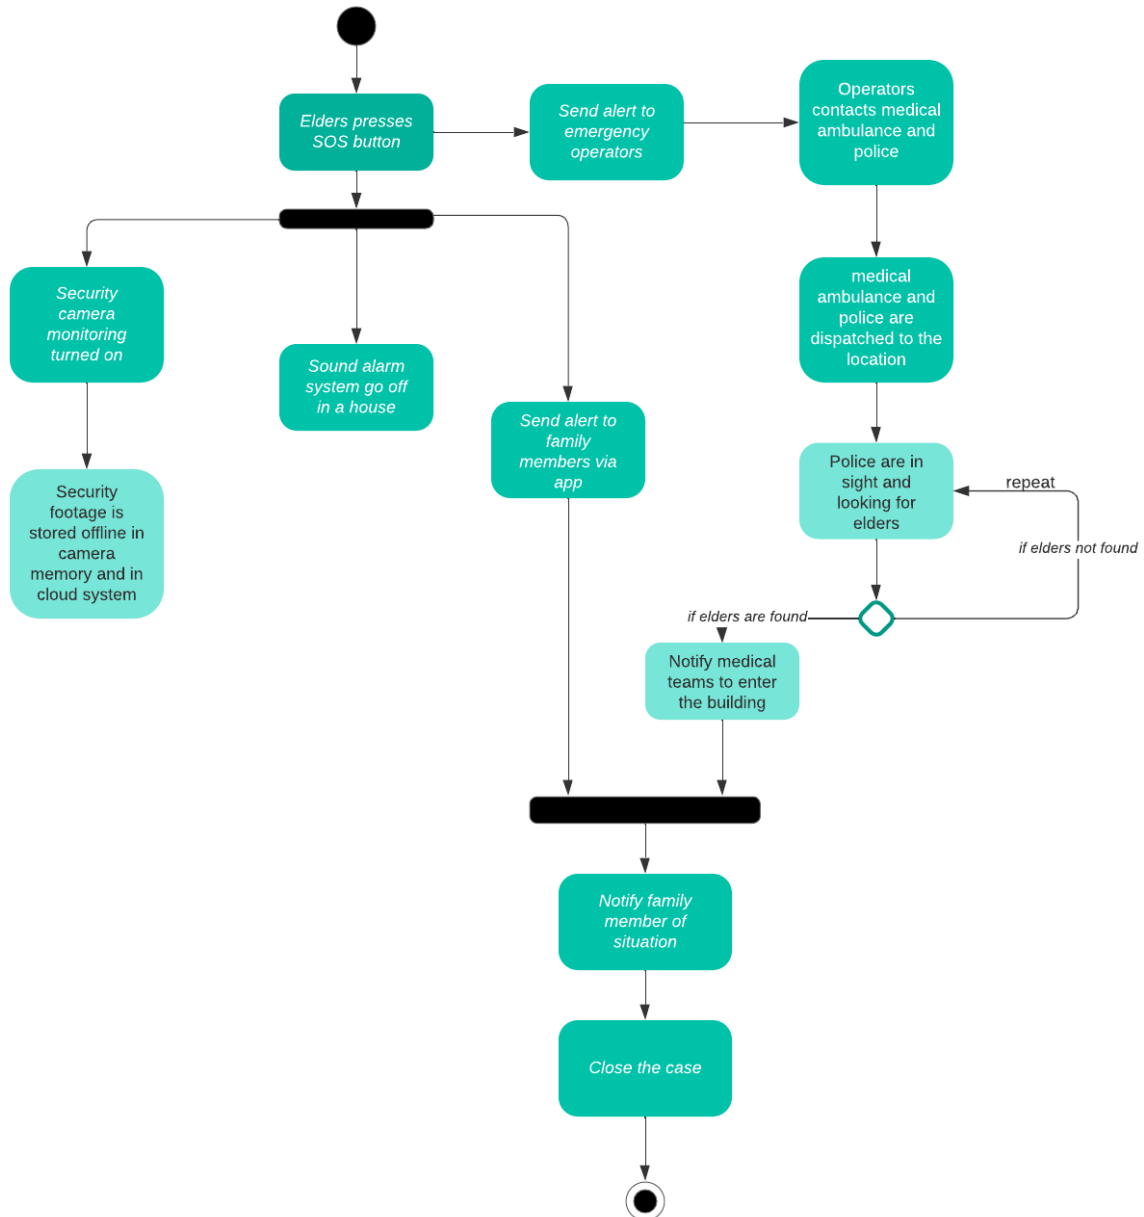 Elders presses
SOS button
Send alert to
emergency
operators
Operators
contacts medical
ambulance and
police
Security
camera
monitoring
turned on
medical
ambulance and
police are
dispatched to the
location
Sound alarm
system go off
in a house
Send alert to
family
members via
app
Police are in
sight and
looking for
elders
repeat
if elders not found
Security
footage is
stored offline in
camera
memory and in
cloud system
if elders are found
Notify medical
teams to enter
the building
Notify family
member of
situation
Close the case